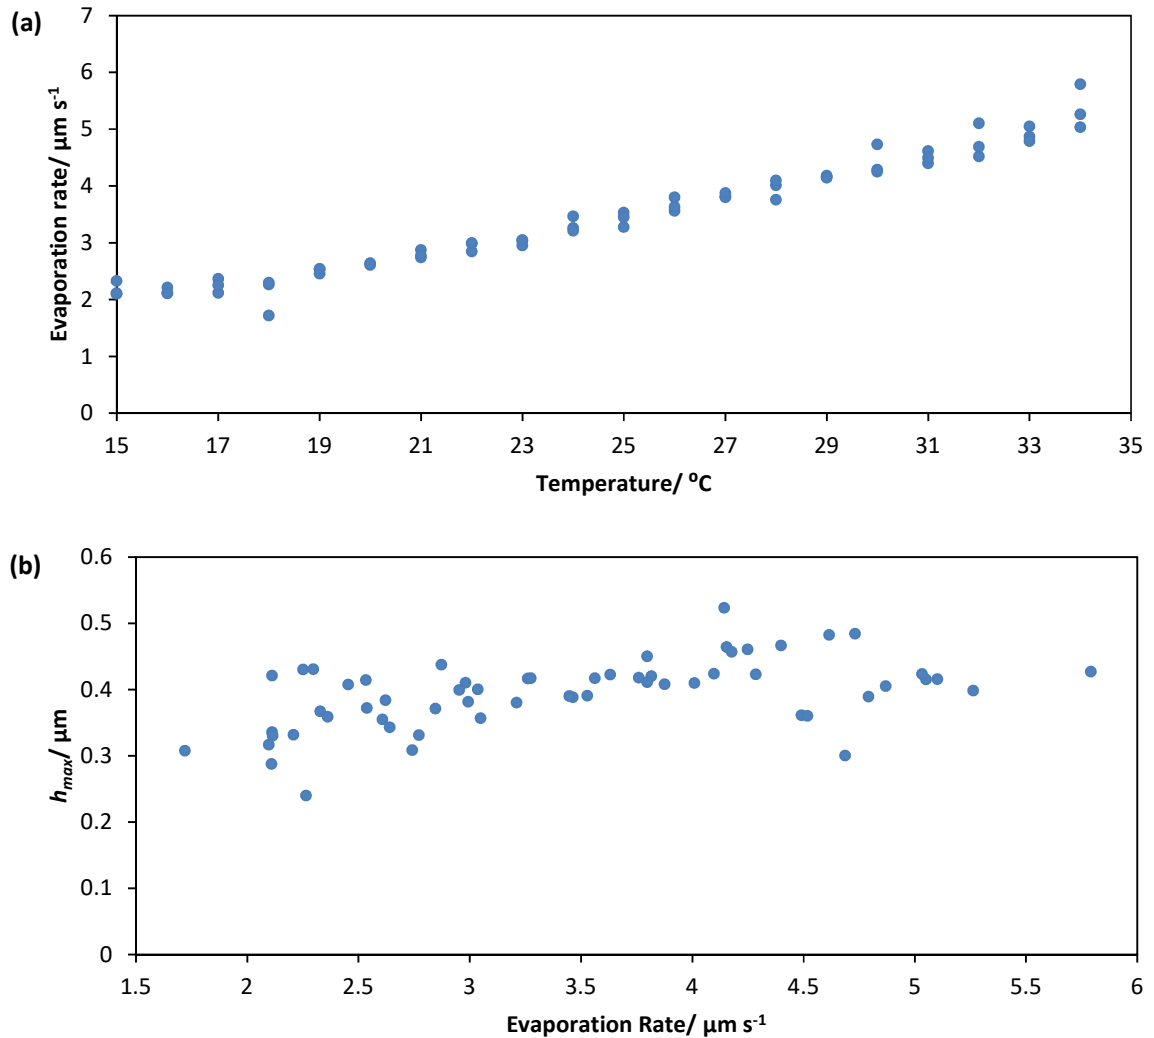 (a)
7
6
5
4
3
2
1
0
Evaporation rate/ µm s-1
15 17 19 21 23 25 27 29 31 33 35
Temperature/ oC
(b)
0.6
0.5
0.4
0.3
0.2
0.1
0
hmax/ µm
1.5 2 2.5 3 3.5 4 4.5 5 5.5 6
Evaporation Rate/ µm s-1